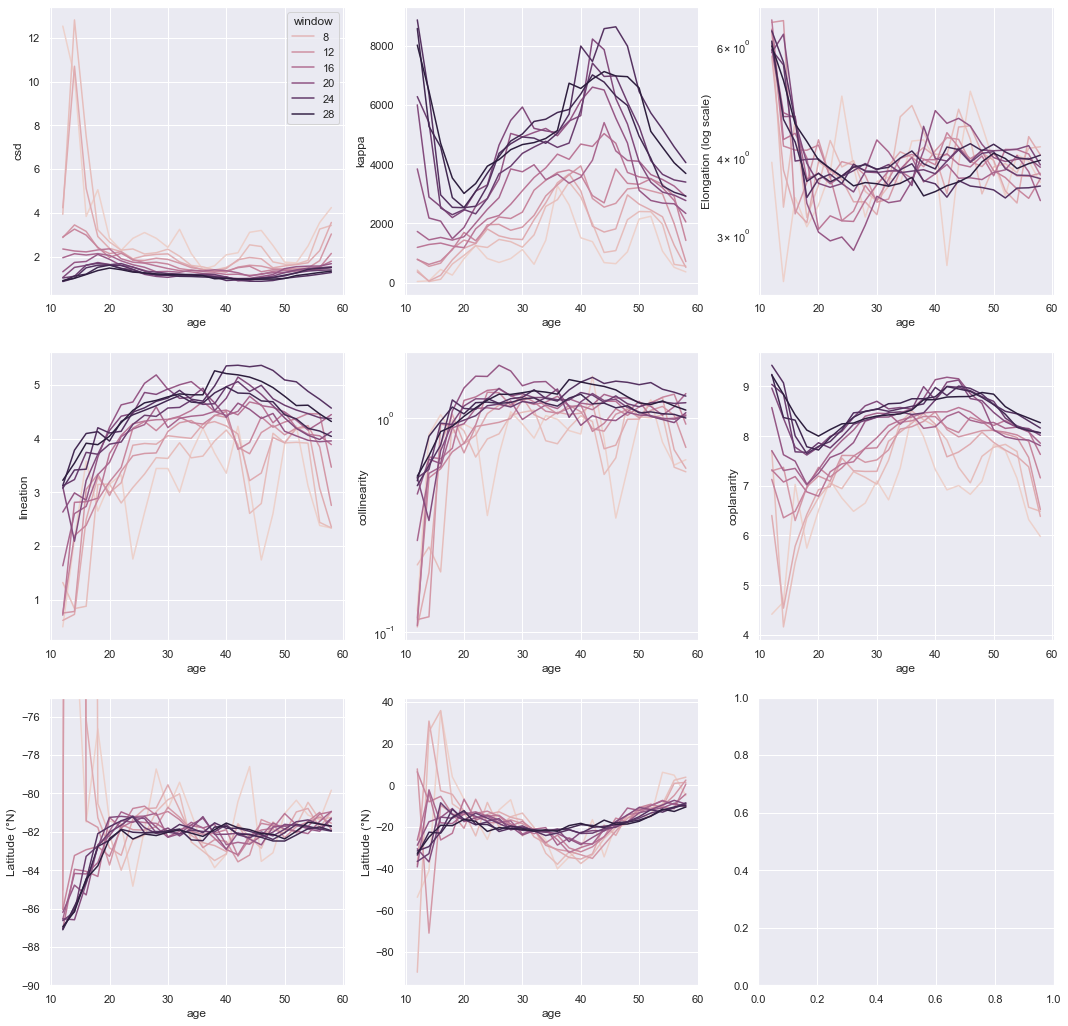 window
8
12
16
20
24
28
12
10
8
6
4
2
csd
10 20 30 40 50 60
age
8000
6000
4000
2000
0
kappa
10 20 30 40 50 60
age
6 × 10⁰
4 × 10⁰
3 × 10⁰
Elongation (log scale)
10 20 30 40 50 60
age
5
4
3
2
1
lineation
10 20 30 40 50 60
age
10⁰
10⁻¹
collinearity
10 20 30 40 50 60
age
9
8
7
6
5
4
coplanarity
10 20 30 40 50 60
age
−76
−78
−80
−82
−84
−86
−88
−90
Latitude (°N)
10 20 30 40 50 60
age
40
20
0
−20
−40
−60
−80
Latitude (°N)
10 20 30 40 50 60
age
1.0
0.8
0.6
0.4
0.2
0.0
0.0 0.2 0.4 0.6 0.8 1.0